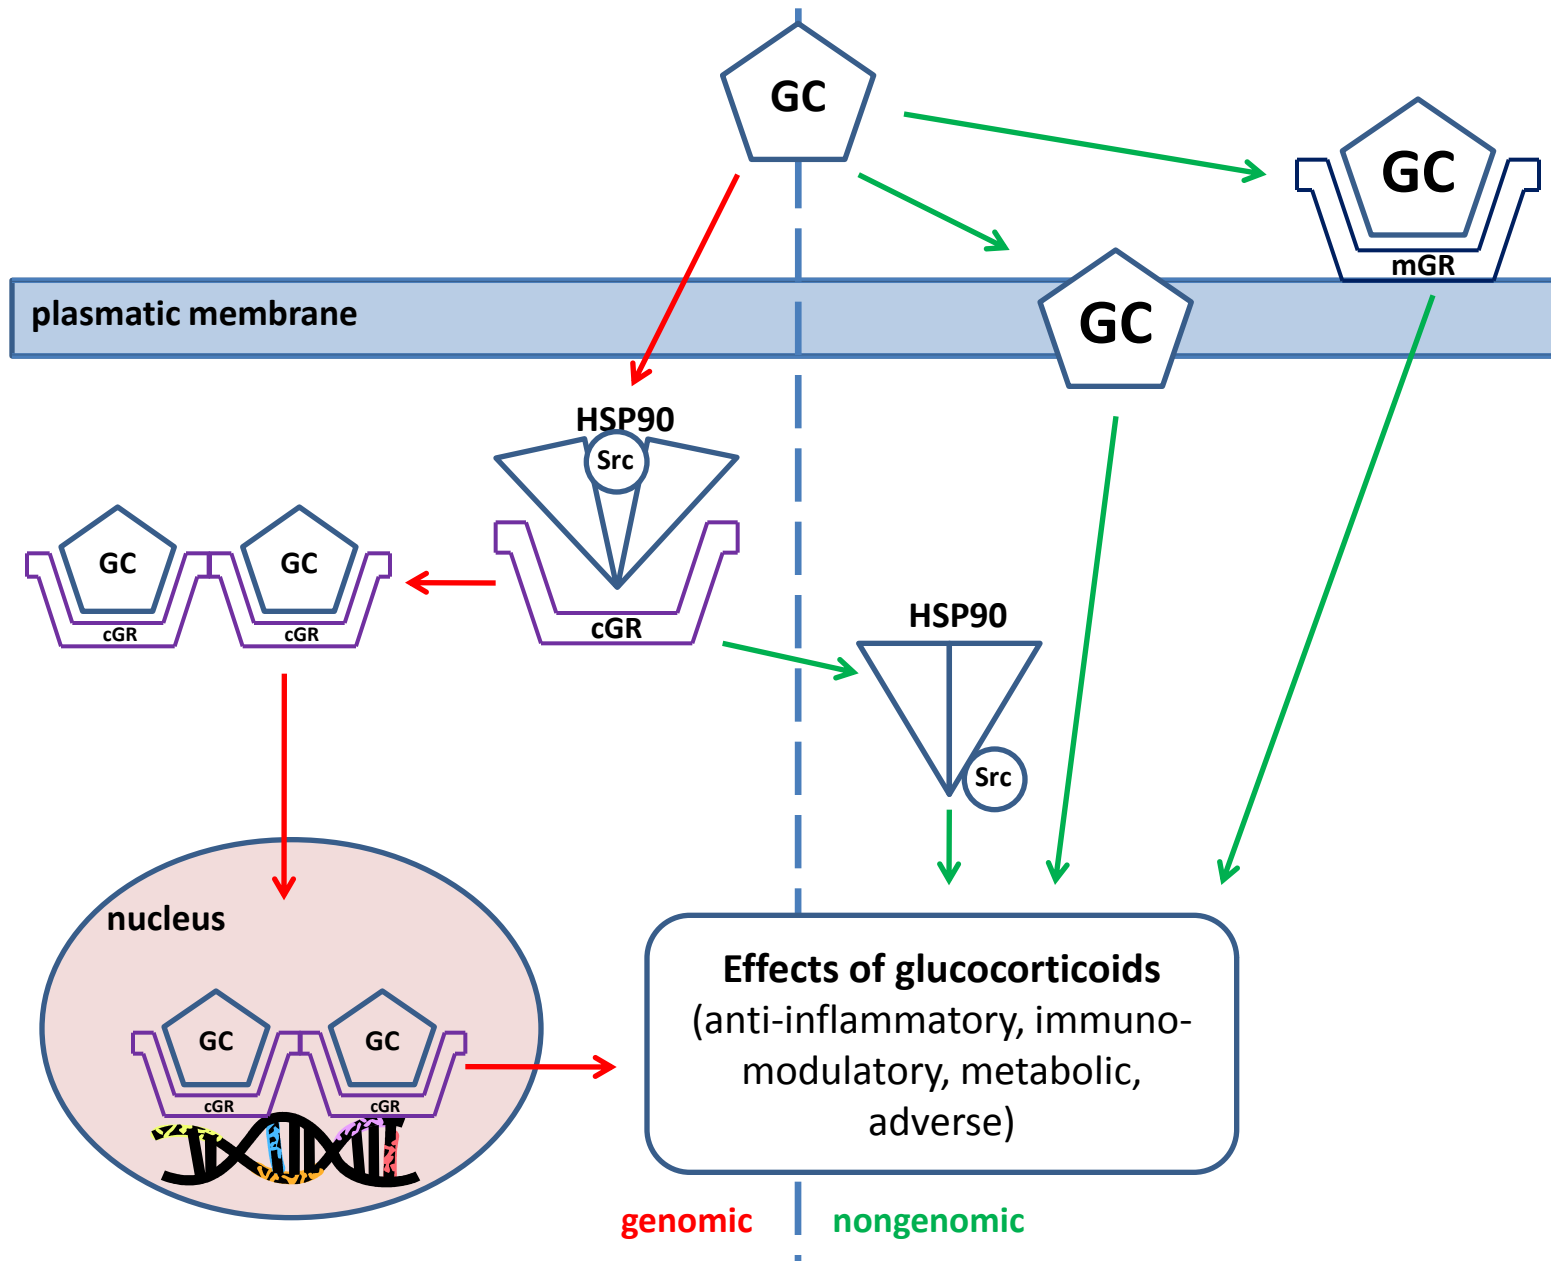 GC
GC
mGR
plasmatic membrane
GC
HSP90
Src
GC
GC
cGR
cGR
cGR
HSP90
Src
nucleus
GC
GC
cGR
cGR
Effects of glucocorticoids
(anti-inflammatory, immuno-
modulatory, metabolic,
adverse)
genomic
nongenomic